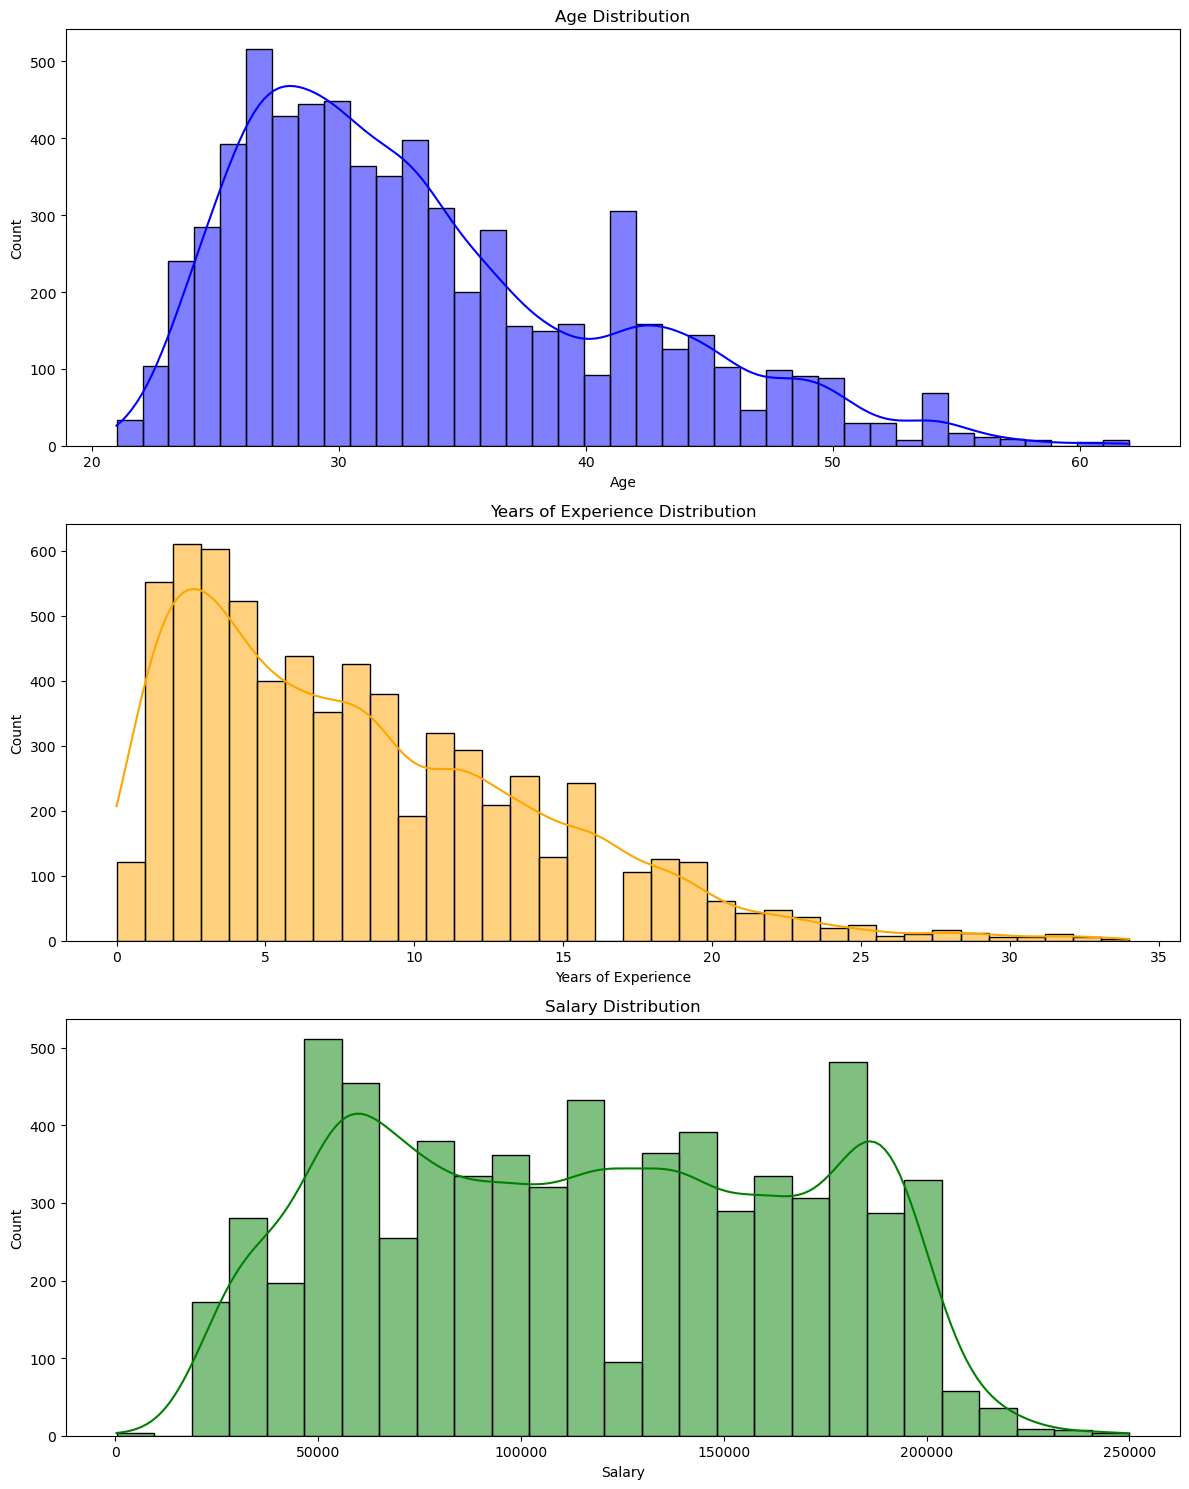 Age Distribution
500
400
300
200
100
0
Count
20 30 40 50 60
Age
Years of Experience Distribution
600
500
400
300
200
100
0
Count
0 5 10 15 20 25 30 35
Years of Experience
Salary Distribution
500
400
300
200
100
0
Count
0 50000 100000 150000 200000 250000
Salary